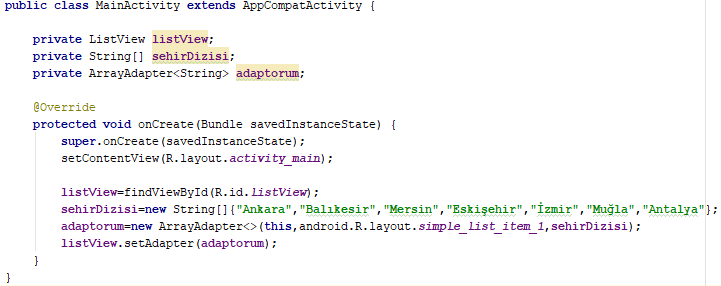 public class MainActivity extends AppCompatActivity {
private ListView listView;
private String[] sehirDizisi;
private ArrayAdapter<String> adaptorum;
@Override
protected void onCreate(Bundle savedInstanceState) {
super.onCreate(savedInstanceState);
setContentView(R.layout.activity_main);
listView=findViewById(R.id.listView);
sehirDizisi=new String[]{"Ankara","Balıkesir","Mersin","Eskişehir","İzmir","Muğla","Antalya"};
adaptorum=new ArrayAdapter<>(this,android.R.layout.simple_list_item_1,sehirDizisi);
listView.setAdapter(adaptorum);
}
}